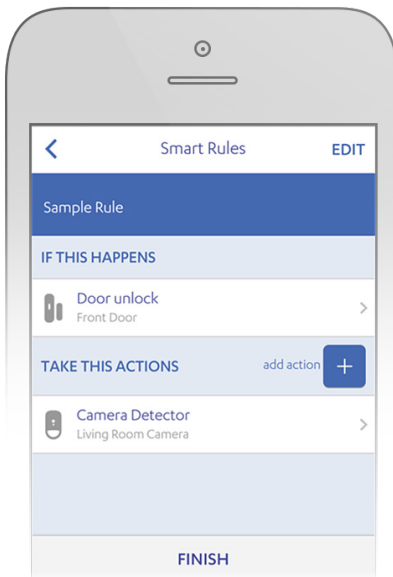 Smart Rules
EDIT
Sample Rule
IF THIS HAPPENS
Door unlock
Front Door
TAKE THIS ACTIONS
add action
Camera Detector
Living Room Camera
FINISH